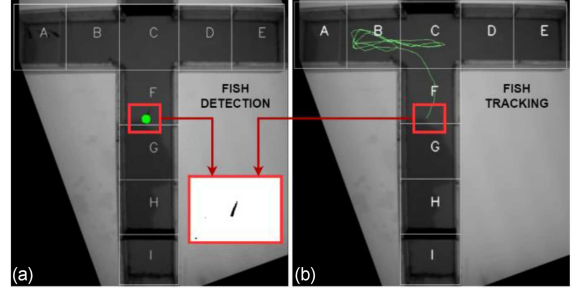 A B C D E
F
FISH
DETECTION
G
H
I
(a)
A B C D E
F
FISH
TRACKING
G
H
I
(b)